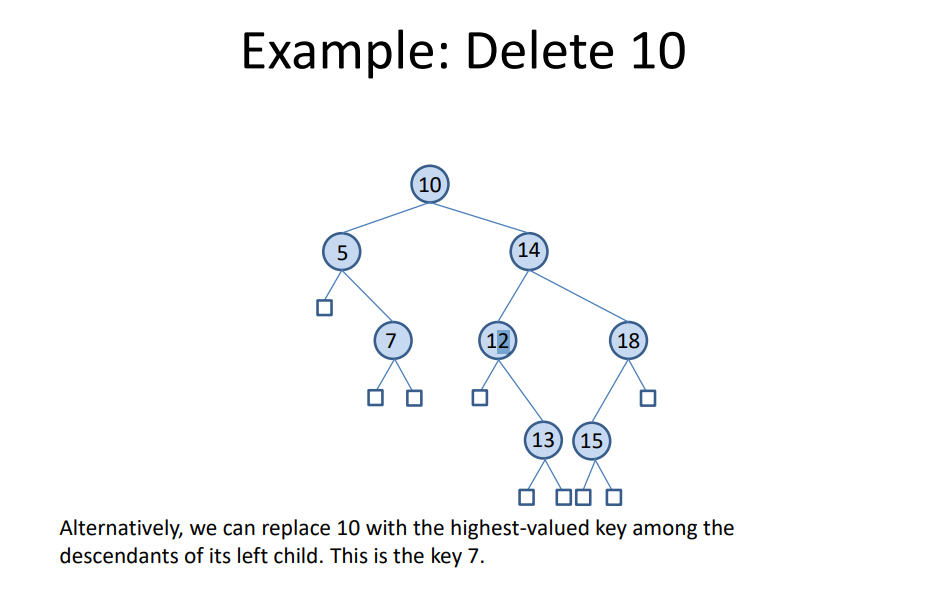 Example: Delete 10
10
5
14
7
12
18
13
15
Alternatively, we can replace 10 with the highest-valued key among the
descendants of its left child. This is the key 7.